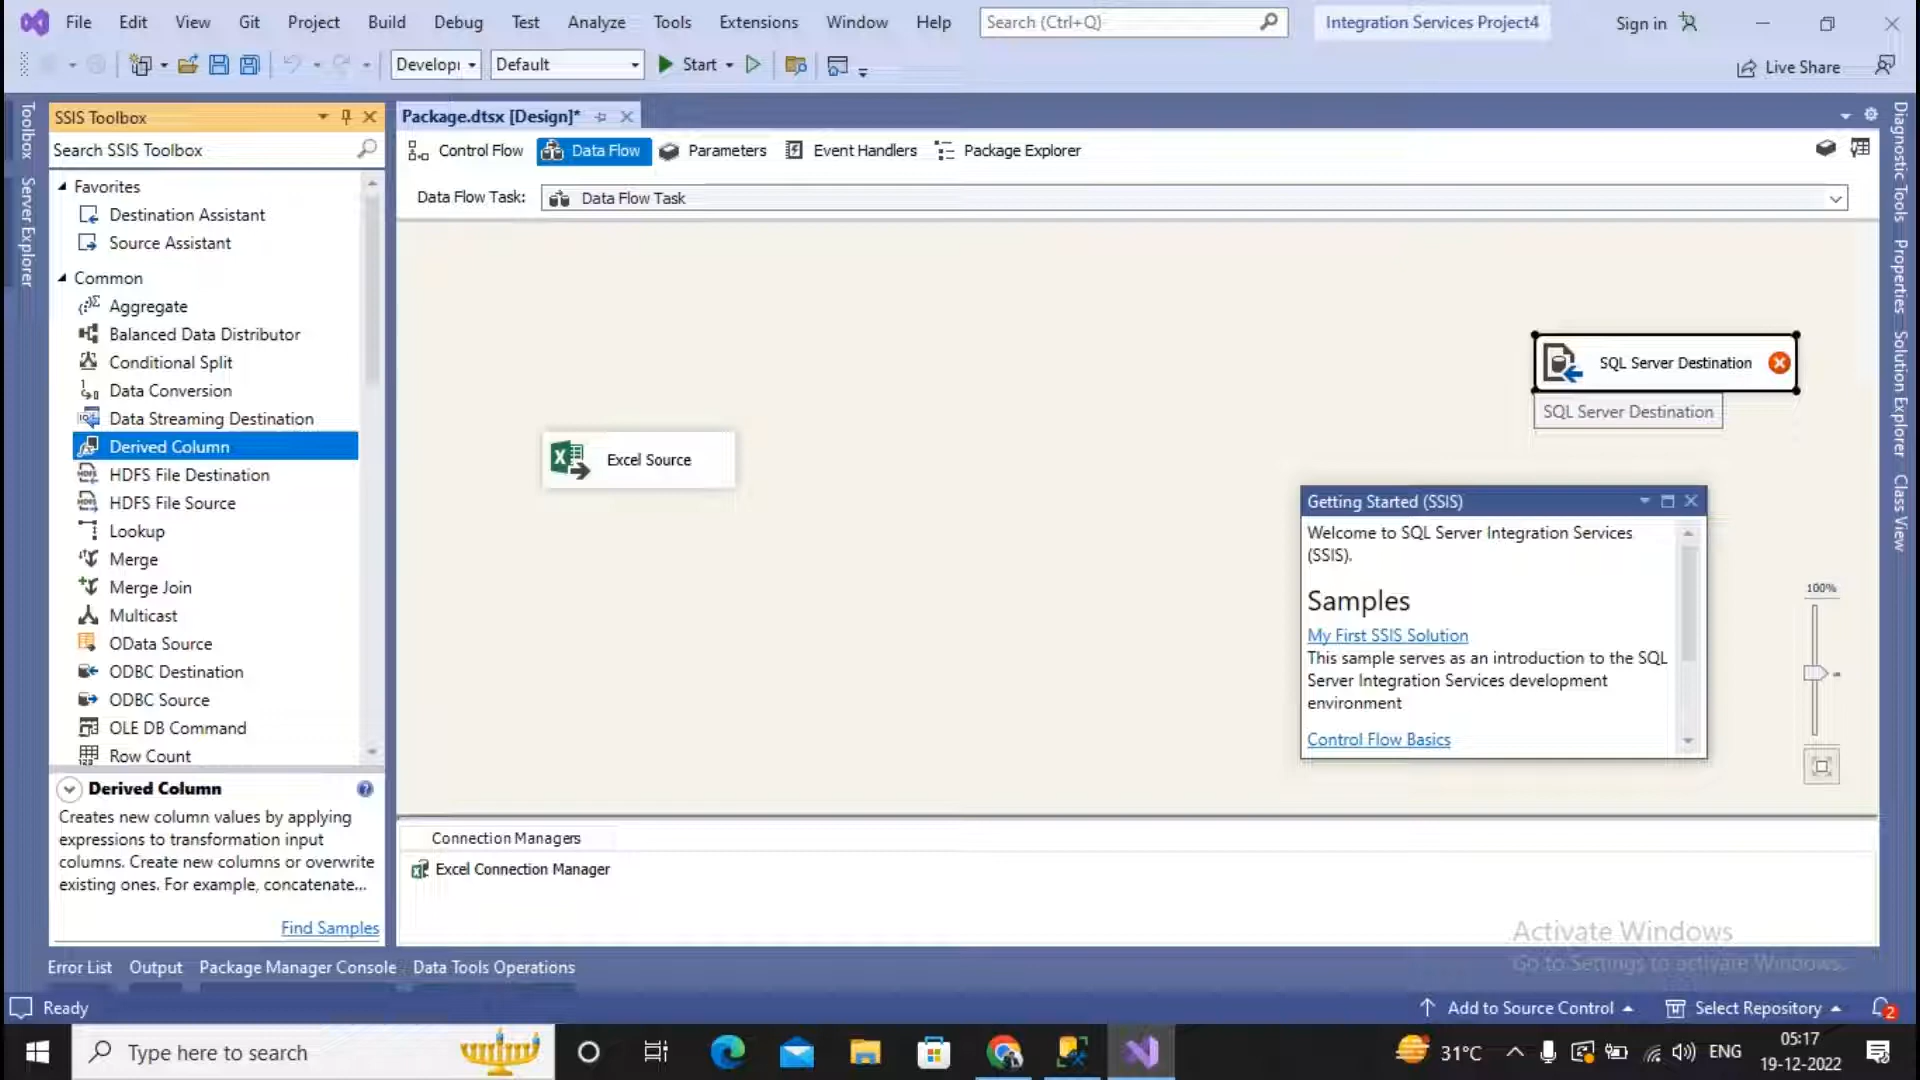 File Edit View Git Project Build Debug Test Analyze Tools Extensions Window Help Search (Ctrl+Q) Integration Services Project4 Sign in
Develop Default Start Live Share
Toolbox
Server Explorer
SSIS Toolbox
Search SSIS Toolbox
Favorites
Destination Assistant
Source Assistant
Common
Aggregate
Balanced Data Distributor
Conditional Split
Data Conversion
Data Streaming Destination
Derived Column
HDFS File Destination
HDFS File Source
Lookup
Merge
Merge Join
Multicast
OData Source
ODBC Destination
ODBC Source
OLE DB Command
Row Count
Derived Column
Creates new column values by applying
expressions to transformation input
columns. Create new columns or overwrite
existing ones. For example, concatenate...
Find Samples
Package.dtsx [Design]*
Control Flow Data Flow Parameters Event Handlers Package Explorer
Data Flow Task: Data Flow Task
SQL Server Destination
SQL Server Destination
Excel Source
Getting Started (SSIS)
Welcome to SQL Server Integration Services
(SSIS).
Samples
My First SSIS Solution
This sample serves as an introduction to the SQL
Server Integration Services development
environment
Control Flow Basics
100%
Connection Managers
Excel Connection Manager
Diagnostic Tools
Properties
Solution Explorer
Class View
Activate Windows
Go to Settings to activate Windows.
Error List Output Package Manager Console Data Tools Operations
Ready Add to Source Control Select Repository 2
Type here to search 31°C ENG 05:17
19-12-2022